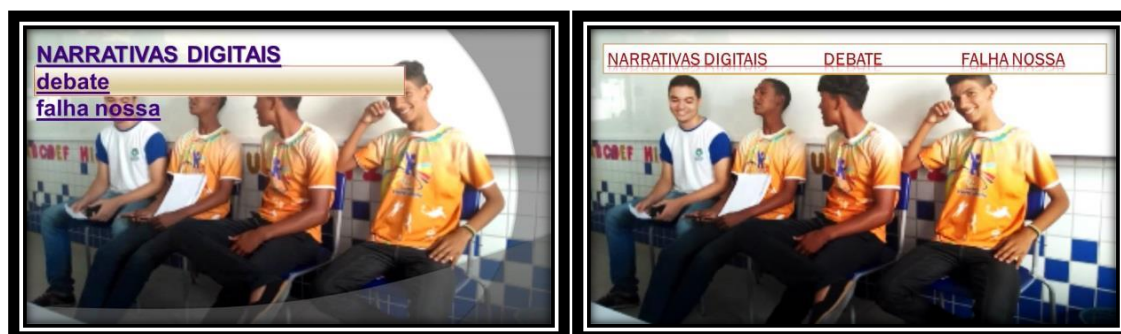 NARRATIVAS DIGITAIS
debate
falha nossa
NARRATIVAS DIGITAIS DEBATE FALHA NOSSA